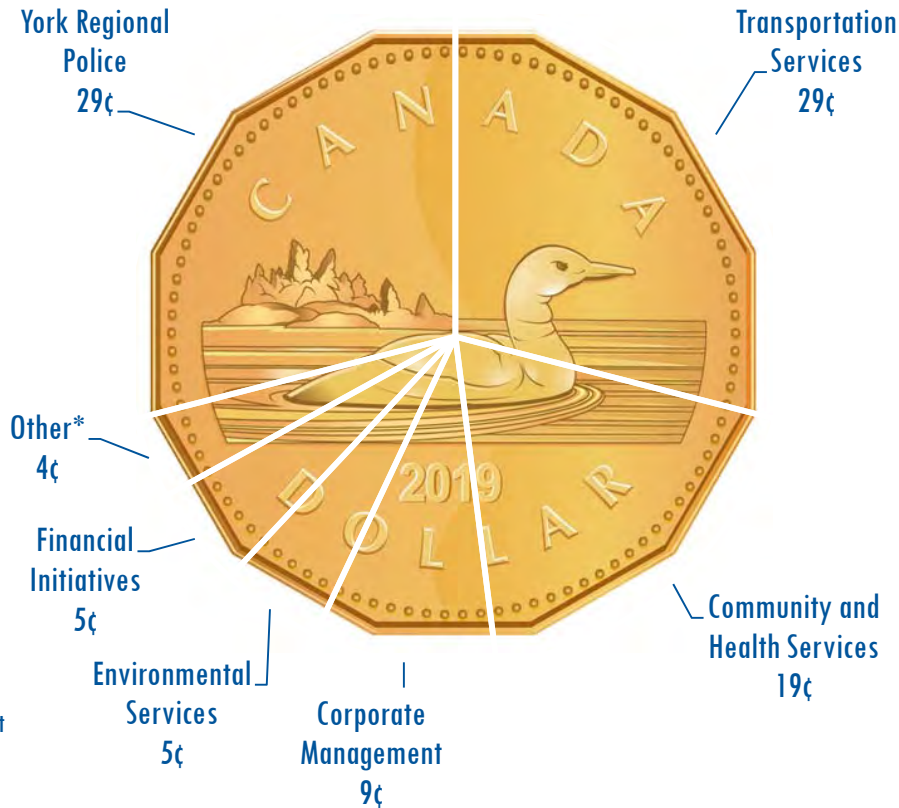 York Regional
Police
29¢
Transportation
Services
29¢
CANADA
Other*
4¢
2019
DOLLAR
Financial
Initiatives
5¢
Community and
Health Services
19¢
Environmental
Services
5¢
Corporate
Management
9¢